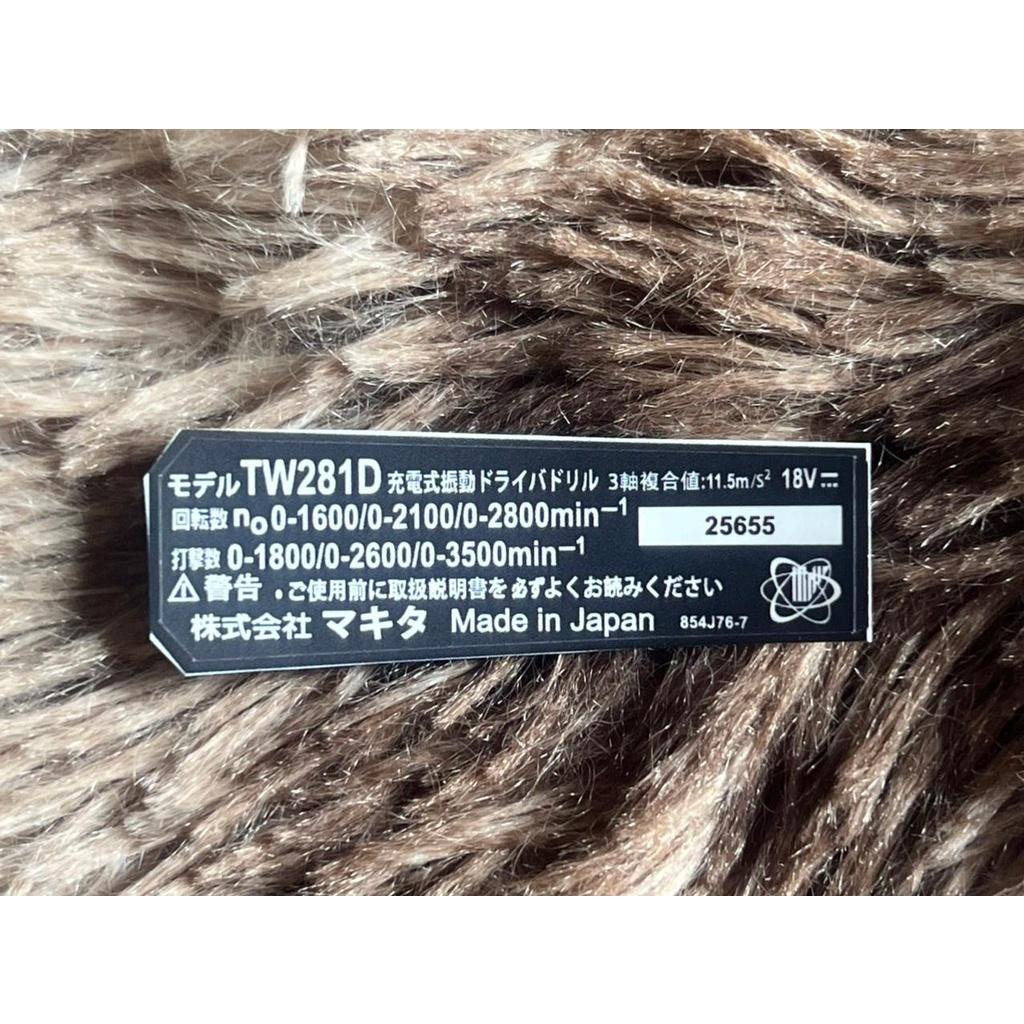 モデルTW281D 充電式振動ドライバドリル 3軸複合値:11.5m/S² 18V⎓
回転数 n₀0-1600/0-2100/0-2800min⁻¹ 25655
打撃数 0-1800/0-2600/0-3500min⁻¹
⚠警告 ・ご使用前に取扱説明書を必ずよくお読みください
株式会社 マキタ Made in Japan 854J76-7